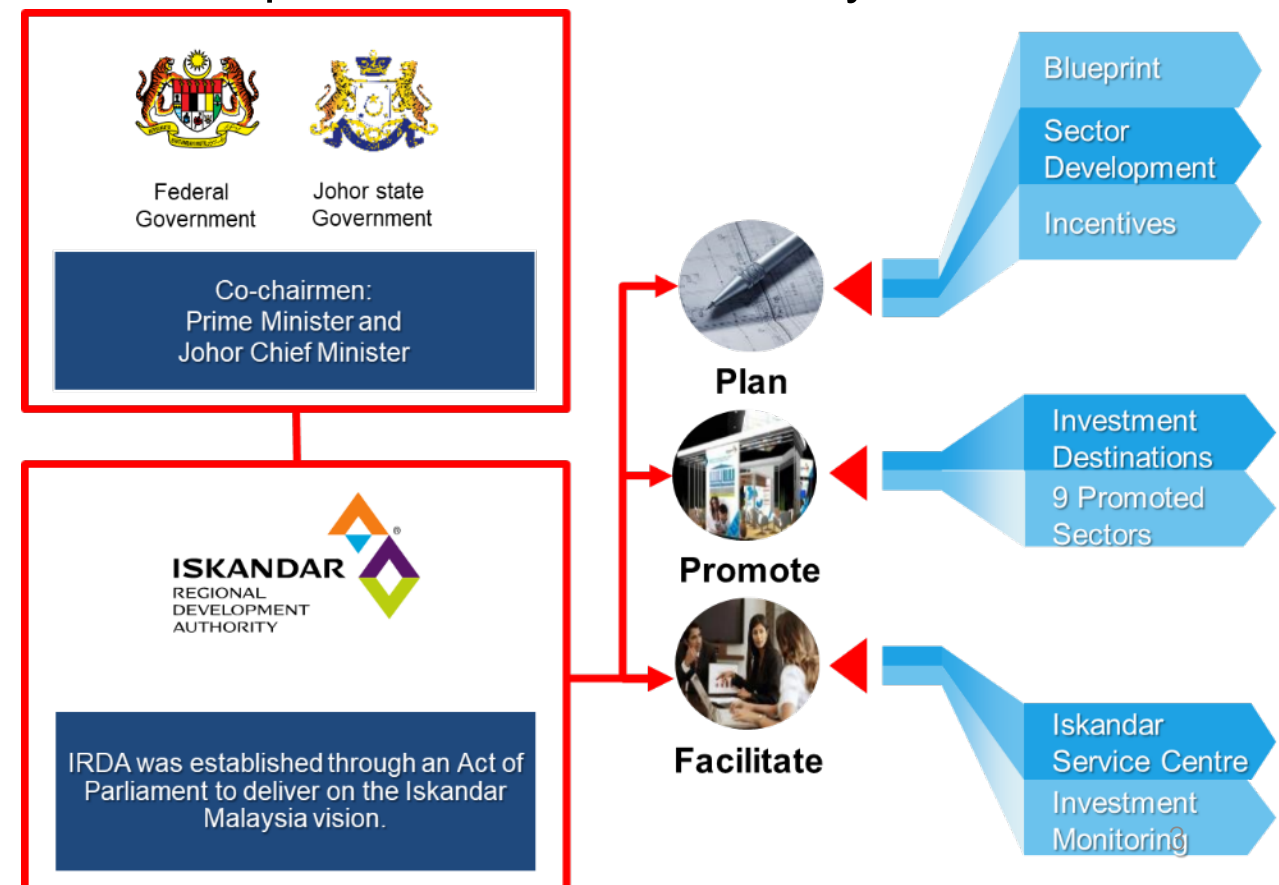 Federal
Government
Johor state
Government
Co-chairmen:
Prime Minister and
Johor Chief Minister
ISKANDAR ®
REGIONAL
DEVELOPMENT
AUTHORITY
IRDA was established through an Act of
Parliament to deliver on the Iskandar
Malaysia vision.
Plan
Promote
Facilitate
Blueprint
Sector
Development
Incentives
Investment
Destinations
9 Promoted
Sectors
Iskandar
Service Centre
Investment
Monitoring
3